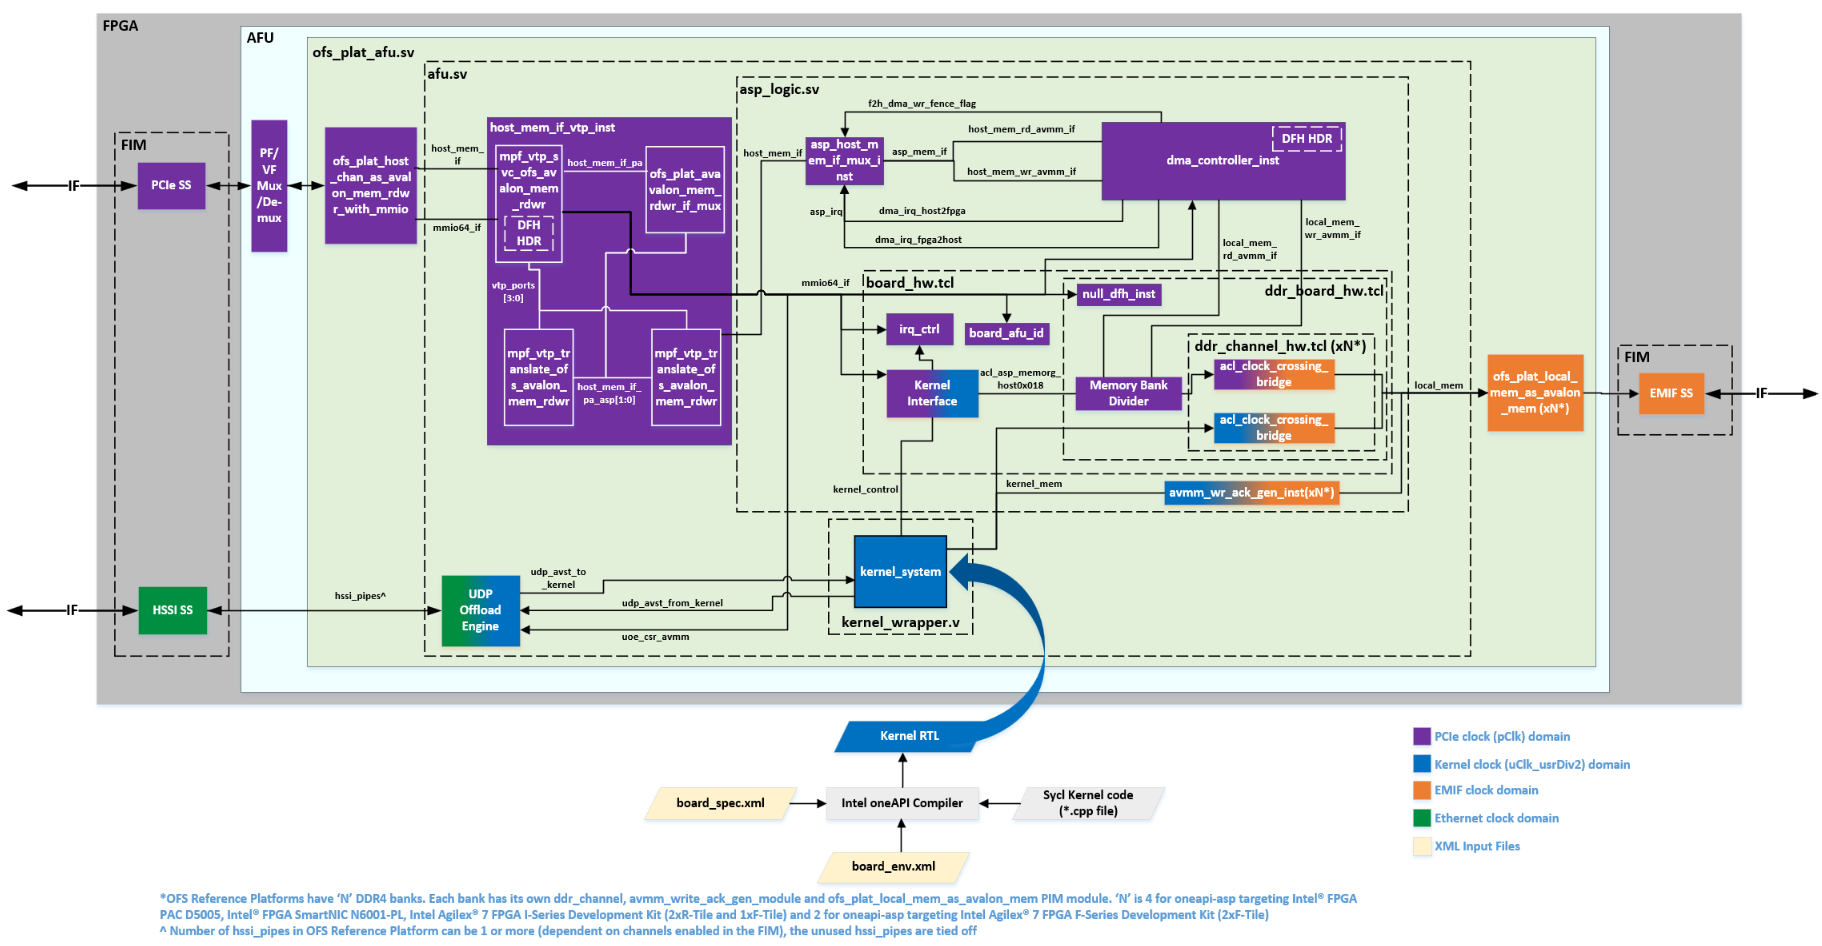 FPGA
AFU
ofs_plat_afu.sv
afu.sv
asp_logic.sv
FIM
IF
PCIe SS
PF/
VF
Mux
/De-
mux
ofs_plat_host
_chan_as_aval
on_mem_rdw
r_with_mmio
host_mem_
if
mmio64_if
host_mem_if_vtp_inst
mpf_vtp_s
vc_ofs_av
alon_mem
_rdwr
DFH
HDR
host_mem_if_pa
ofs_plat_ava
valon_mem_
rdwr_if_mux
vtp_ports
[3:0]
mpf_vtp_tr
anslate_of
s_avalon_
mem_rdwr
host_mem_if_
pa_asp[1:0]
mpf_vtp_tr
anslate_of
s_avalon_
mem_rdwr
host_mem_if
f2h_dma_wr_fence_flag
asp_host_m
em_if_mux_i
nst
asp_mem_if
host_mem_rd_avmm_if
host_mem_wr_avmm_if
DFH HDR
dma_controller_inst
asp_irq
dma_irq_host2fpga
dma_irq_fpga2host
local_mem_
rd_avmm_if
local_mem_
wr_avmm_if
mmio64_if
board_hw.tcl
null_dfh_inst
ddr_board_hw.tcl
irq_ctrl
board_afu_id
ddr_channel_hw.tcl (xN*)
Kernel
Interface
acl_asp_memorg_
host0x018
Memory Bank
Divider
acl_clock_crossing_
bridge
acl_clock_crossing_
bridge
local_mem
ofs_plat_local_
mem_as_avalon
_mem (xN*)
FIM
EMIF SS
IF
kernel_control
kernel_mem
avmm_wr_ack_gen_inst(xN*)
kernel_system
kernel_wrapper.v
IF
HSSI SS
hssi_pipes^
UDP
Offload
Engine
udp_avst_to
_kernel
udp_avst_from_kernel
uoe_csr_avmm
Kernel RTL
board_spec.xml
Intel oneAPI Compiler
Sycl Kernel code
(*.cpp file)
board_env.xml
PCIe clock (pClk) domain
Kernel clock (uClk_usrDiv2) domain
EMIF clock domain
Ethernet clock domain
XML Input Files
*OFS Reference Platforms have ‘N’ DDR4 banks. Each bank has its own ddr_channel, avmm_write_ack_gen_module and ofs_plat_local_mem_as_avalon_mem PIM module. ‘N’ is 4 for oneapi-asp targeting Intel® FPGA
PAC D5005, Intel® FPGA SmartNIC N6001-PL, Intel Agilex® 7 FPGA I-Series Development Kit (2xR-Tile and 1xF-Tile) and 2 for oneapi-asp targeting Intel Agilex® 7 FPGA F-Series Development Kit (2xF-Tile)
^ Number of hssi_pipes in OFS Reference Platform can be 1 or more (dependent on channels enabled in the FIM), the unused hssi_pipes are tied off